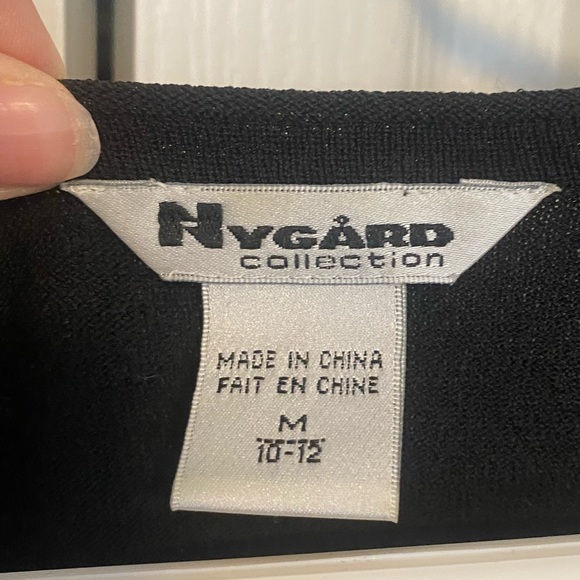 NYGÅRD
collection
MADE IN CHINA
FAIT EN CHINE
M
10-12